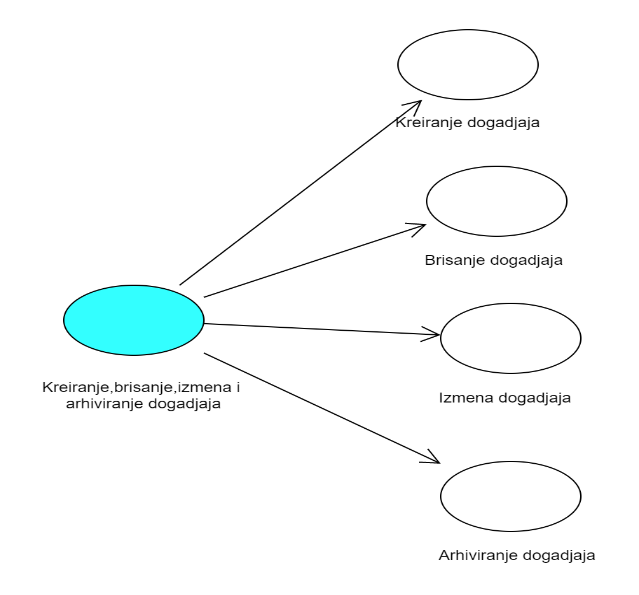 Kreiranje dogadjaja
Brisanje dogadjaja
Kreiranje,brisanje,izmena i
arhiviranje dogadjaja
Izmena dogadjaja
Arhiviranje dogadjaja